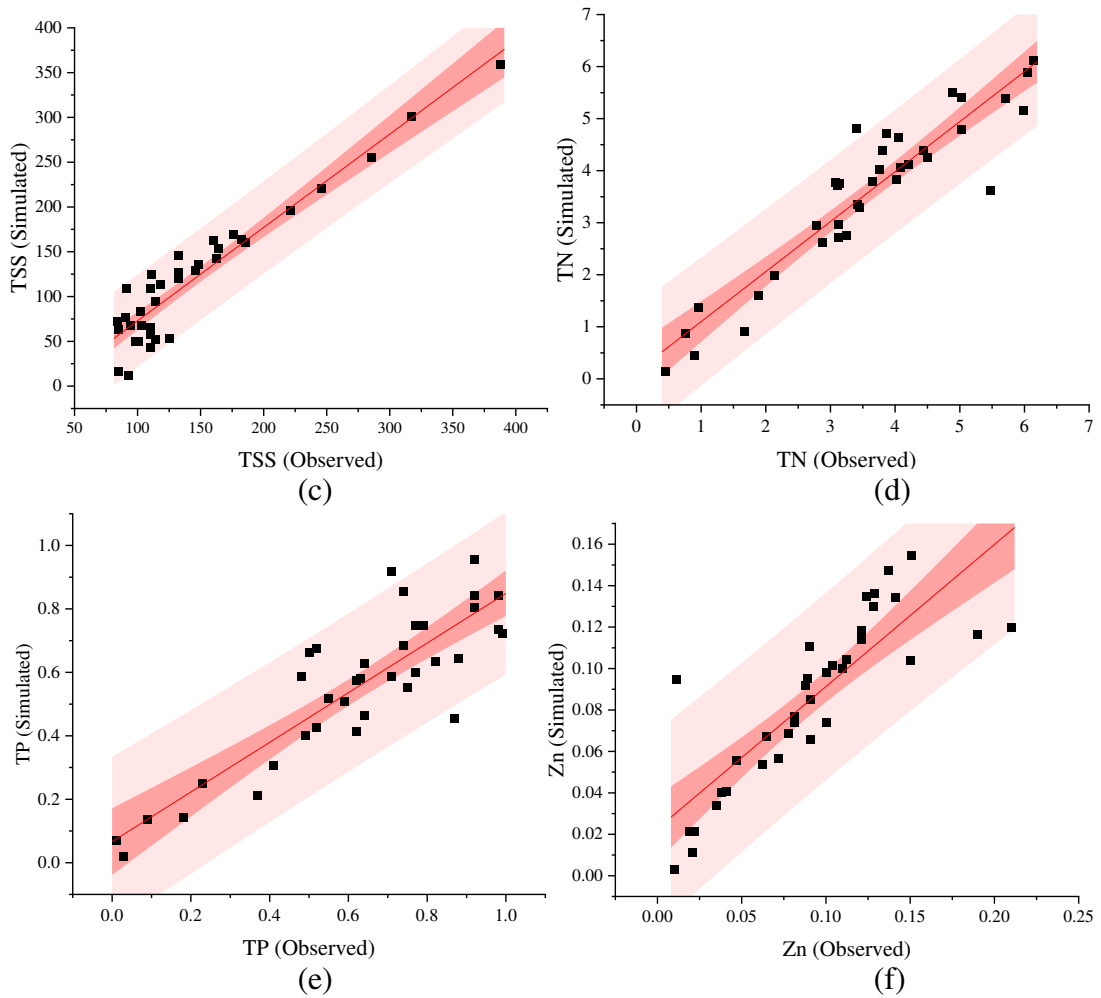 400
350
300
250
200
150
100
50
0
TSS (Simulated)
50 100 150 200 250 300 350 400
TSS (Observed)
(c)
7
6
5
4
3
2
1
0
TN (Simulated)
0 1 2 3 4 5 6 7
TN (Observed)
(d)
1.0
0.8
0.6
0.4
0.2
0.0
TP (Simulated)
0.0 0.2 0.4 0.6 0.8 1.0
TP (Observed)
(e)
0.16
0.14
0.12
0.10
0.08
0.06
0.04
0.02
0.00
Zn (Simulated)
0.00 0.05 0.10 0.15 0.20 0.25
Zn (Observed)
(f)